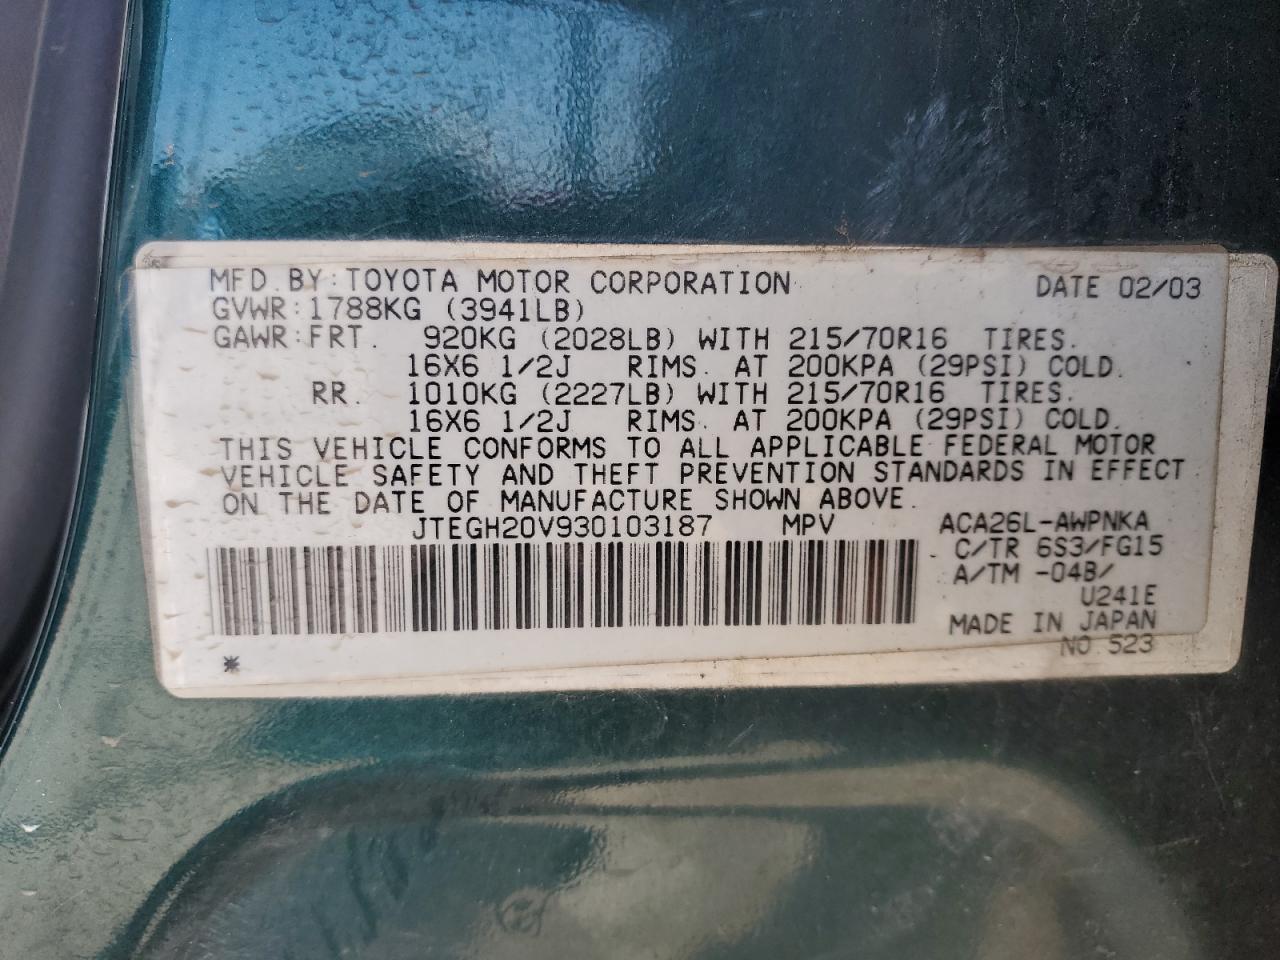 MFD. BY: TOYOTA MOTOR CORPORATION DATE 02/03
GVWR: 1788KG (3941LB)
GAWR: FRT. 920KG (2028LB) WITH 215/70R16 TIRES.
16X6 1/2J RIMS. AT 200KPA (29PSI) COLD.
RR. 1010KG (2227LB) WITH 215/70R16 TIRES.
16X6 1/2J RIMS. AT 200KPA (29PSI) COLD.
THIS VEHICLE CONFORMS TO ALL APPLICABLE FEDERAL MOTOR
VEHICLE SAFETY AND THEFT PREVENTION STANDARDS IN EFFECT
ON THE DATE OF MANUFACTURE SHOWN ABOVE.
JTEGH20V930103187 MPV ACA26L-AWPNKA
C/TR 6S3/FG15
A/TM -04B/
U241E
MADE IN JAPAN
NO.523
*